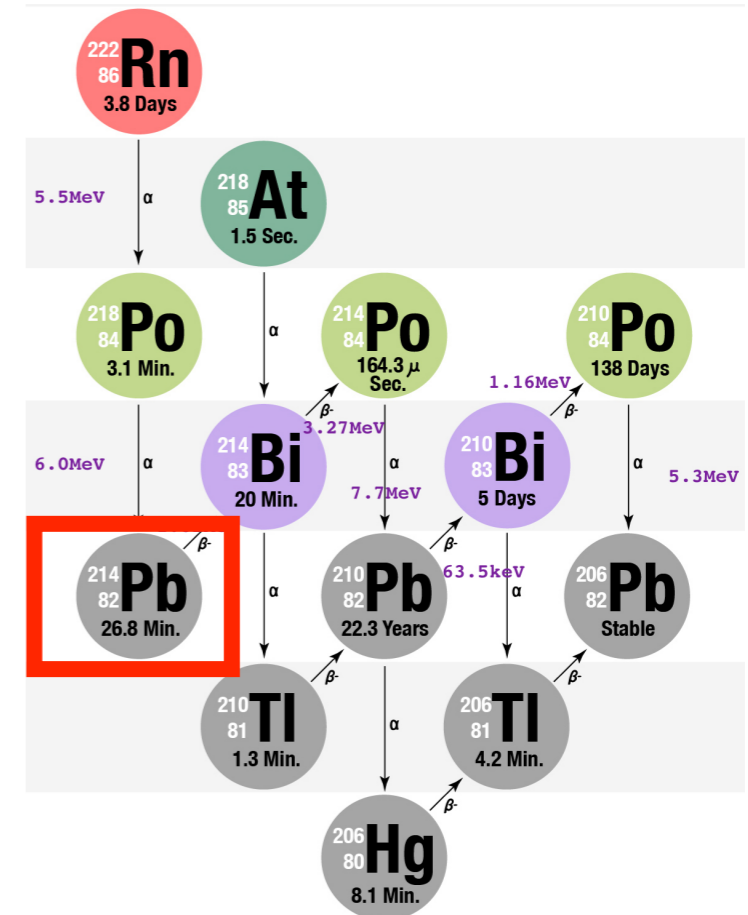 222
86
Rn
3.8 Days
5.5MeV
α
218
85
At
1.5 Sec.
218
84
Po
3.1 Min.
α
214
84
Po
164.3 μ
Sec.
210
84
Po
138 Days
1.16MeV
β-
β-
3.27MeV
6.0MeV
α
214
83
Bi
20 Min.
α
7.7MeV
210
83
Bi
5 Days
α
5.3MeV
β-
β-
63.5keV
214
82
Pb
26.8 Min.
α
210
82
Pb
22.3 Years
α
206
82
Pb
Stable
β-
β-
210
81
Tl
1.3 Min.
α
206
81
Tl
4.2 Min.
β-
206
80
Hg
8.1 Min.